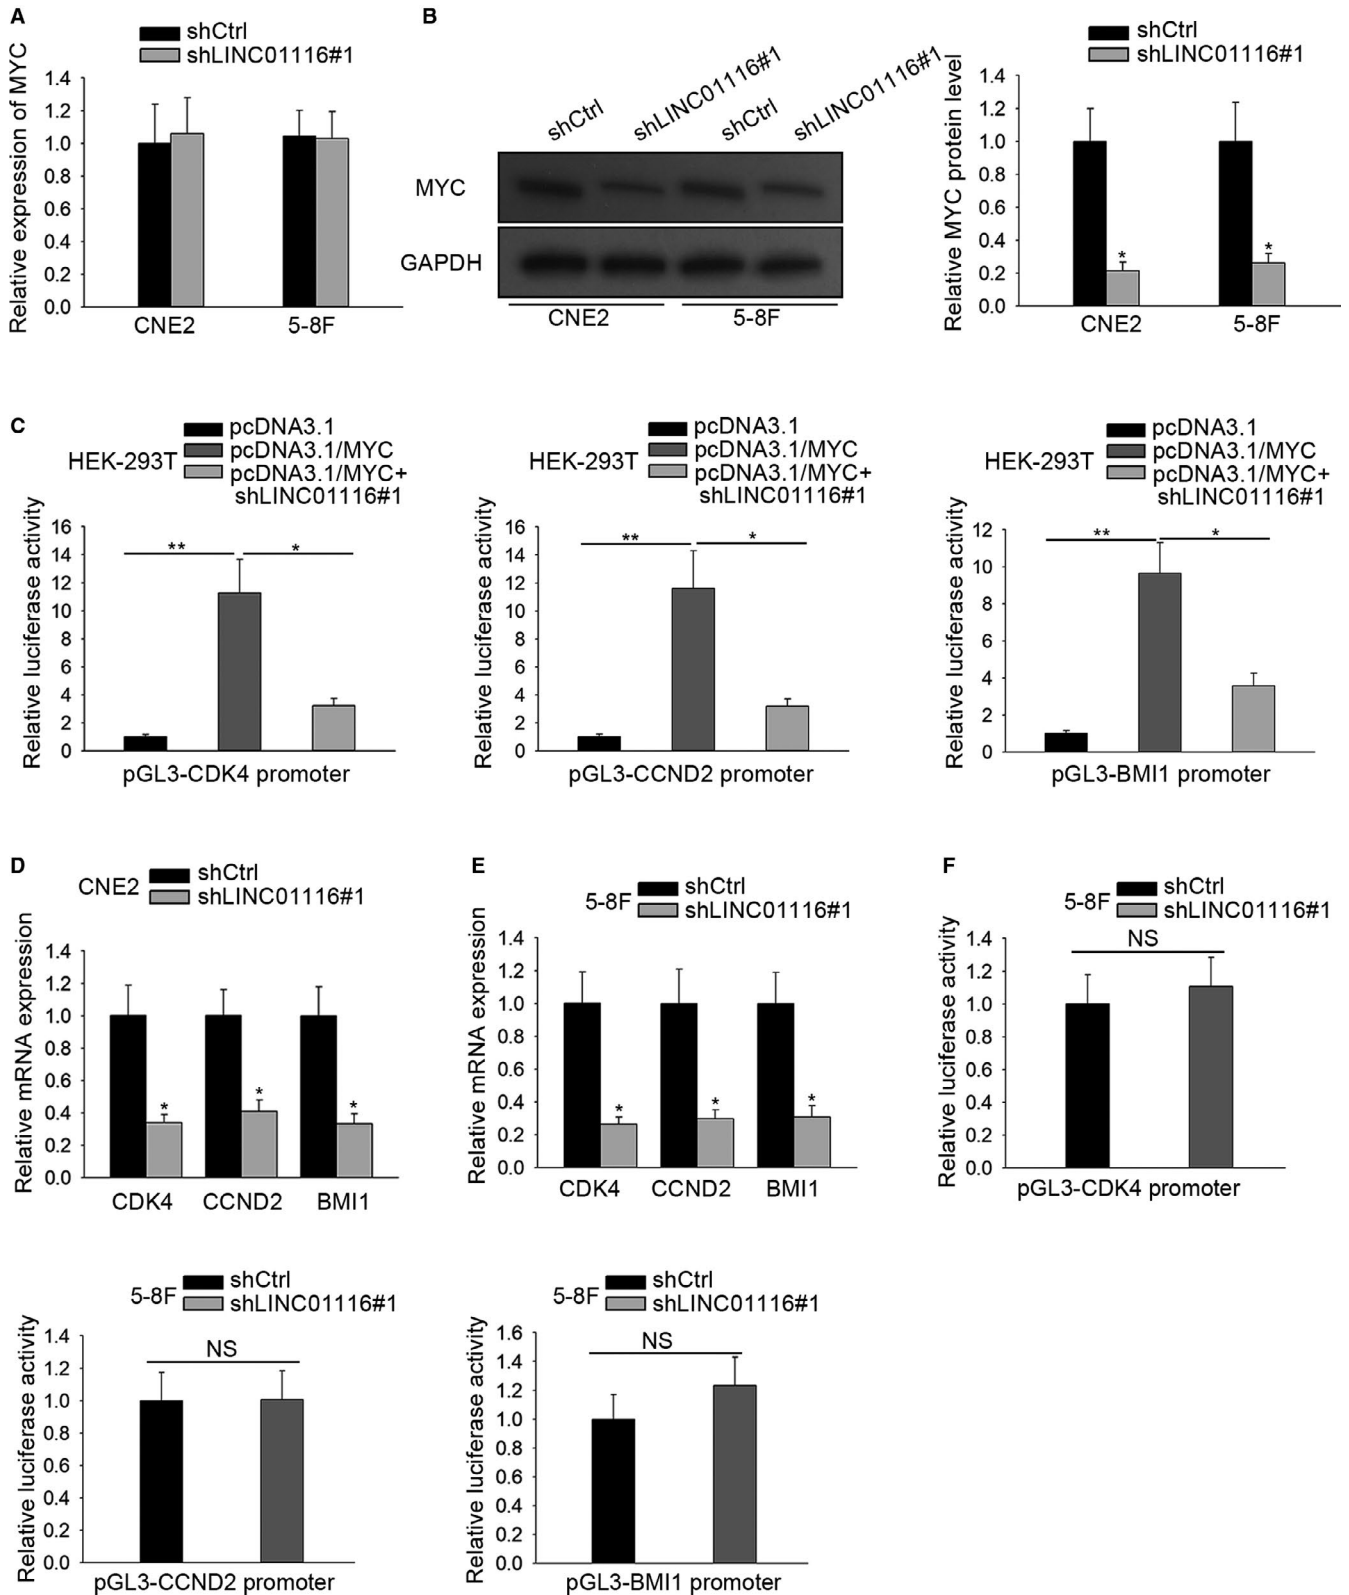 A
shCtrl
shLINC01116#1
Relative expression of MYC
1.4
1.2
1.0
0.8
0.6
0.4
0.2
0.0
CNE2
5-8F
B
shCtrl
shLINC01116#1
shCtrl
shLINC01116#1
MYC
GAPDH
CNE2
5-8F
shCtrl
shLINC01116#1
Relative MYC protein level
1.4
1.2
1.0
0.8
0.6
0.4
0.2
0.0
*
*
CNE2
5-8F
C
HEK-293T
pcDNA3.1
pcDNA3.1/MYC
pcDNA3.1/MYC+
shLINC01116#1
Relative luciferase activity
16
14
12
10
8
6
4
2
0
**
*
pGL3-CDK4 promoter
HEK-293T
pcDNA3.1
pcDNA3.1/MYC
pcDNA3.1/MYC+
shLINC01116#1
Relative luciferase activity
16
14
12
10
8
6
4
2
0
**
*
pGL3-CCND2 promoter
HEK-293T
pcDNA3.1
pcDNA3.1/MYC
pcDNA3.1/MYC+
shLINC01116#1
Relative luciferase activity
12
10
8
6
4
2
0
**
*
pGL3-BMI1 promoter
D
CNE2
shCtrl
shLINC01116#1
Relative mRNA expression
1.4
1.2
1.0
0.8
0.6
0.4
0.2
0.0
*
*
*
CDK4
CCND2
BMI1
E
5-8F
shCtrl
shLINC01116#1
Relative mRNA expression
1.4
1.2
1.0
0.8
0.6
0.4
0.2
0.0
*
*
*
CDK4
CCND2
BMI1
F
5-8F
shCtrl
shLINC01116#1
Relative luciferase activity
1.4
1.2
1.0
0.8
0.6
0.4
0.2
0.0
NS
pGL3-CDK4 promoter
5-8F
shCtrl
shLINC01116#1
Relative luciferase activity
1.4
1.2
1.0
0.8
0.6
0.4
0.2
0.0
NS
pGL3-CCND2 promoter
5-8F
shCtrl
shLINC01116#1
Relative luciferase activity
1.6
1.4
1.2
1.0
0.8
0.6
0.4
0.2
0.0
NS
pGL3-BMI1 promoter